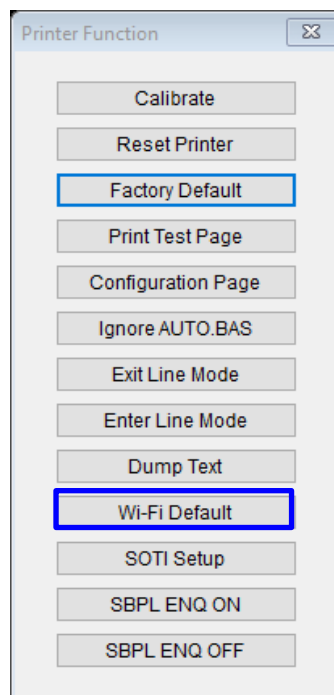 Printer Function
Calibrate
Reset Printer
Factory Default
Print Test Page
Configuration Page
Ignore AUTO.BAS
Exit Line Mode
Enter Line Mode
Dump Text
Wi-Fi Default
SOTI Setup
SBPL ENQ ON
SBPL ENQ OFF